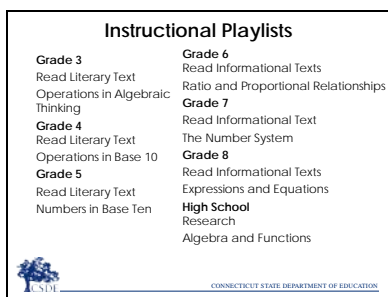 Instructional Playlists
Grade 3
Read Literary Text
Operations in Algebraic
Thinking
Grade 4
Read Literary Text
Operations in Base 10
Grade 5
Read Literary Text
Numbers in Base Ten
Grade 6
Read Informational Texts
Ratio and Proportional Relationships
Grade 7
Read Informational Text
The Number System
Grade 8
Read Informational Texts
Expressions and Equations
High School
Research
Algebra and Functions
CSDE
CONNECTICUT STATE DEPARTMENT OF EDUCATION